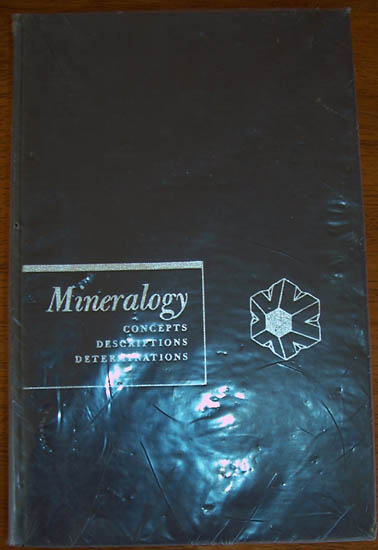 Mineralogy
CONCEPTS
DESCRIPTIONS
DETERMINATIONS